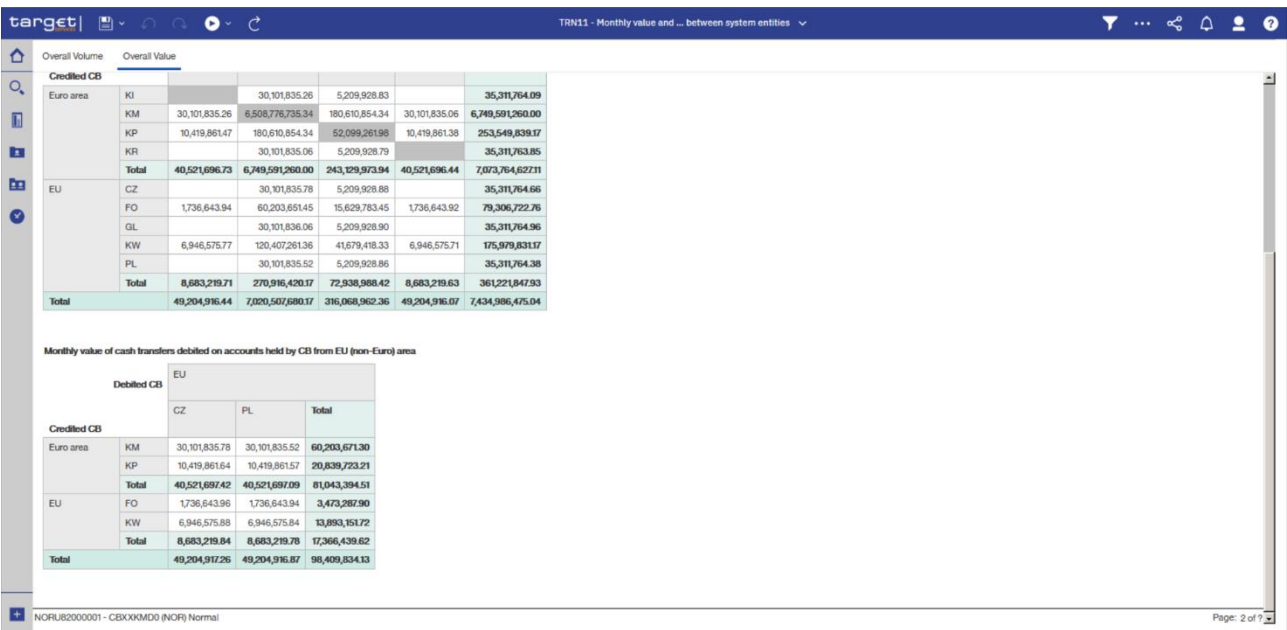 target|
SERVICES
TRN11 - Monthly value and ... between system entities
Overall Volume Overall Value
Credited CB
Euro area KI 30,101,835.26 5,209,928.83 35,311,764.09
KM 30,101,835.26 6,508,776,735.34 180,610,854.34 30,101,835.06 6,749,591,260.00
KP 10,419,861.47 180,610,854.34 52,099,261.98 10,419,861.38 253,549,839.17
KR 30,101,835.06 5,209,928.79 35,311,763.85
Total 40,521,696.73 6,749,591,260.00 243,129,973.94 40,521,696.44 7,073,764,627.11
EU CZ 30,101,835.78 5,209,928.88 35,311,764.66
FO 1,736,643.94 60,203,651.45 15,629,783.45 1,736,643.92 79,306,722.76
GL 30,101,836.06 5,209,928.90 35,311,764.96
KW 6,946,575.77 120,407,261.36 41,679,418.33 6,946,575.71 175,979,831.17
PL 30,101,835.52 5,209,928.86 35,311,764.38
Total 8,683,219.71 270,916,420.17 72,938,988.42 8,683,219.63 361,221,847.93
Total 49,204,916.44 7,020,507,680.17 316,068,962.36 49,204,916.07 7,434,986,475.04
Monthly value of cash transfers debited on accounts held by CB from EU (non-Euro) area
Debited CB EU
CZ PL Total
Credited CB
Euro area KM 30,101,835.78 30,101,835.52 60,203,671.30
KP 10,419,861.64 10,419,861.57 20,839,723.21
Total 40,521,697.42 40,521,697.09 81,043,394.51
EU FO 1,736,643.96 1,736,643.94 3,473,287.90
KW 6,946,575.88 6,946,575.84 13,893,151.72
Total 8,683,219.84 8,683,219.78 17,366,439.62
Total 49,204,917.26 49,204,916.87 98,409,834.13
NORU82000001 - CBXXKMD0 (NOR) Normal Page: 2 of ?